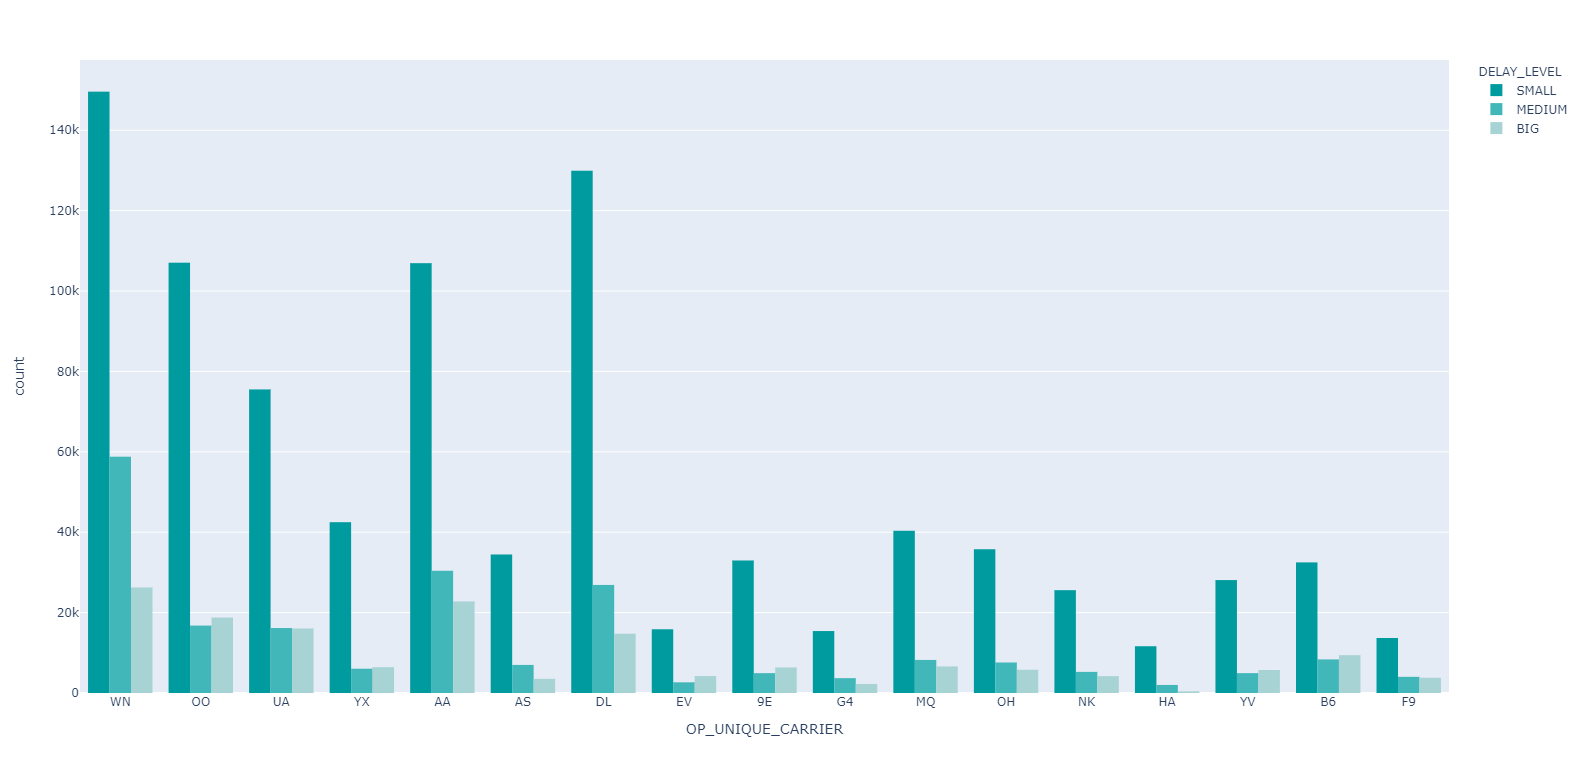 DELAY_LEVEL
SMALL
MEDIUM
BIG
140k
120k
100k
80k
60k
40k
20k
0
count
WN OO UA YX AA AS DL EV 9E G4 MQ OH NK HA YV B6 F9
OP_UNIQUE_CARRIER